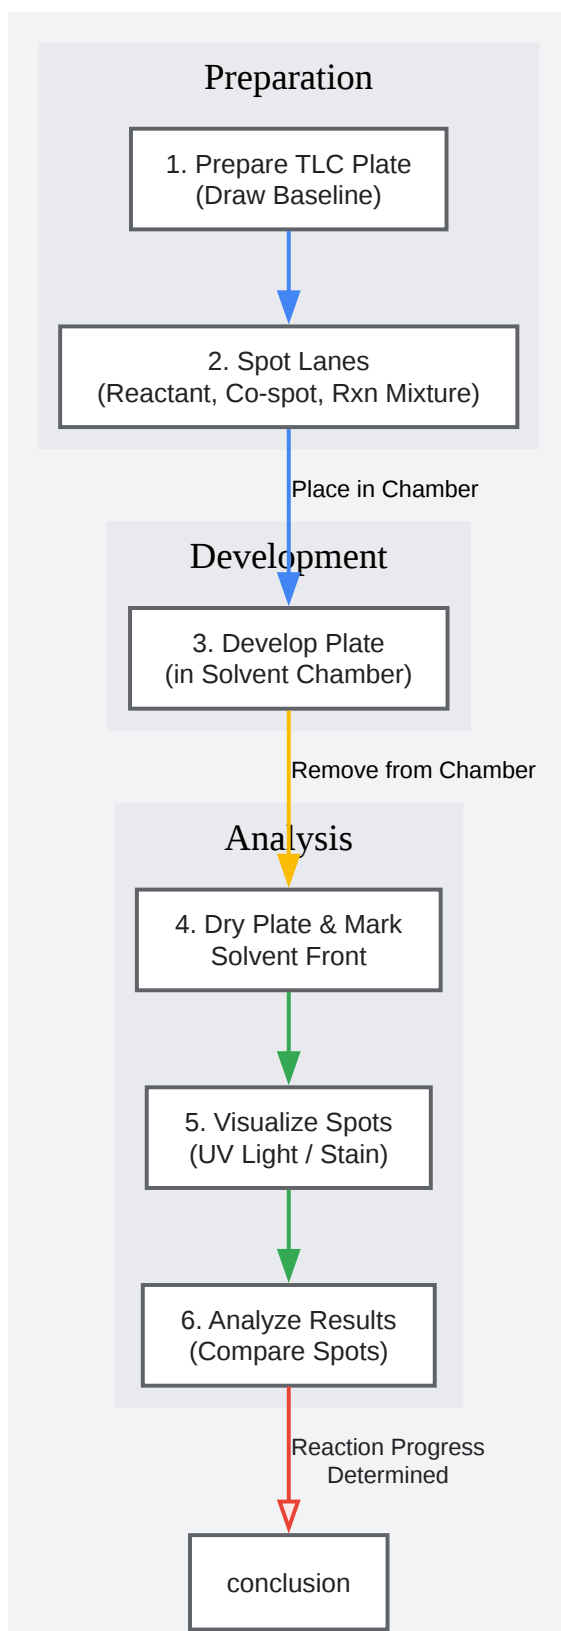 Preparation
1. Prepare TLC Plate
(Draw Baseline)
2. Spot Lanes
(Reactant, Co-spot, Rxn Mixture)
Place in Chamber
Development
3. Develop Plate
(in Solvent Chamber)
Remove from Chamber
Analysis
4. Dry Plate & Mark
Solvent Front
5. Visualize Spots
(UV Light / Stain)
6. Analyze Results
(Compare Spots)
Reaction Progress
Determined
conclusion